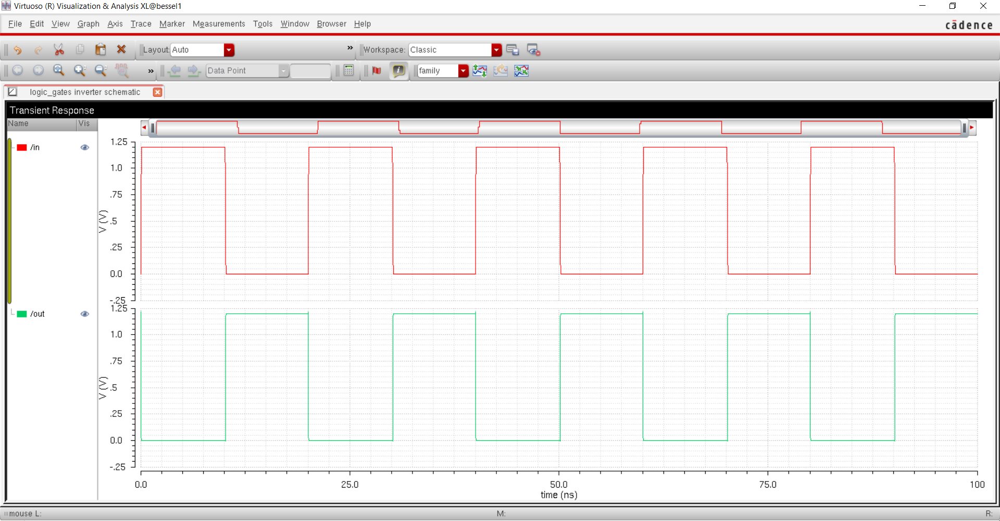 Virtuoso (R) Visualization & Analysis XL@bessel1
File Edit View Graph Axis Trace Marker Measurements Tools Window Browser Help
cādence
Layout: Auto » Workspace: Classic
» Data Point family
logic_gates inverter schematic
Transient Response
Name Vis
/in
1.25
1.0
.75
V (V)
.5
.25
0.0
-.25
/out
1.25
1.0
.75
V (V)
.5
.25
0.0
-.25
0.0 25.0 50.0 75.0 100
time (ns)
mouse L: M: R: